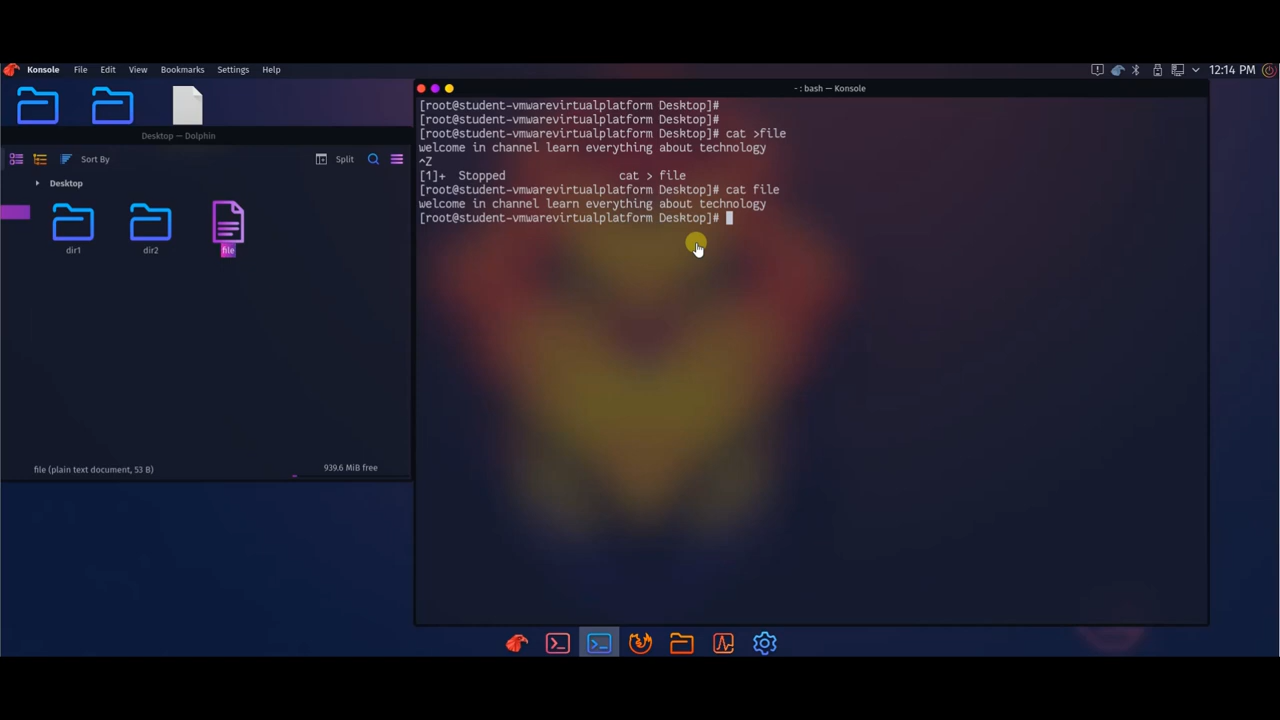 Konsole File Edit View Bookmarks Settings Help 12:14 PM
Desktop — Dolphin
Sort By Split
Desktop
dir1 dir2 file
file (plain text document, 53 B) 939.6 MiB free
~ : bash — Konsole
[root@student-vmwarevirtualplatform Desktop]#
[root@student-vmwarevirtualplatform Desktop]#
[root@student-vmwarevirtualplatform Desktop]# cat >file
welcome in channel learn everything about technology
^Z
[1]+  Stopped                 cat > file
[root@student-vmwarevirtualplatform Desktop]# cat file
welcome in channel learn everything about technology
[root@student-vmwarevirtualplatform Desktop]#